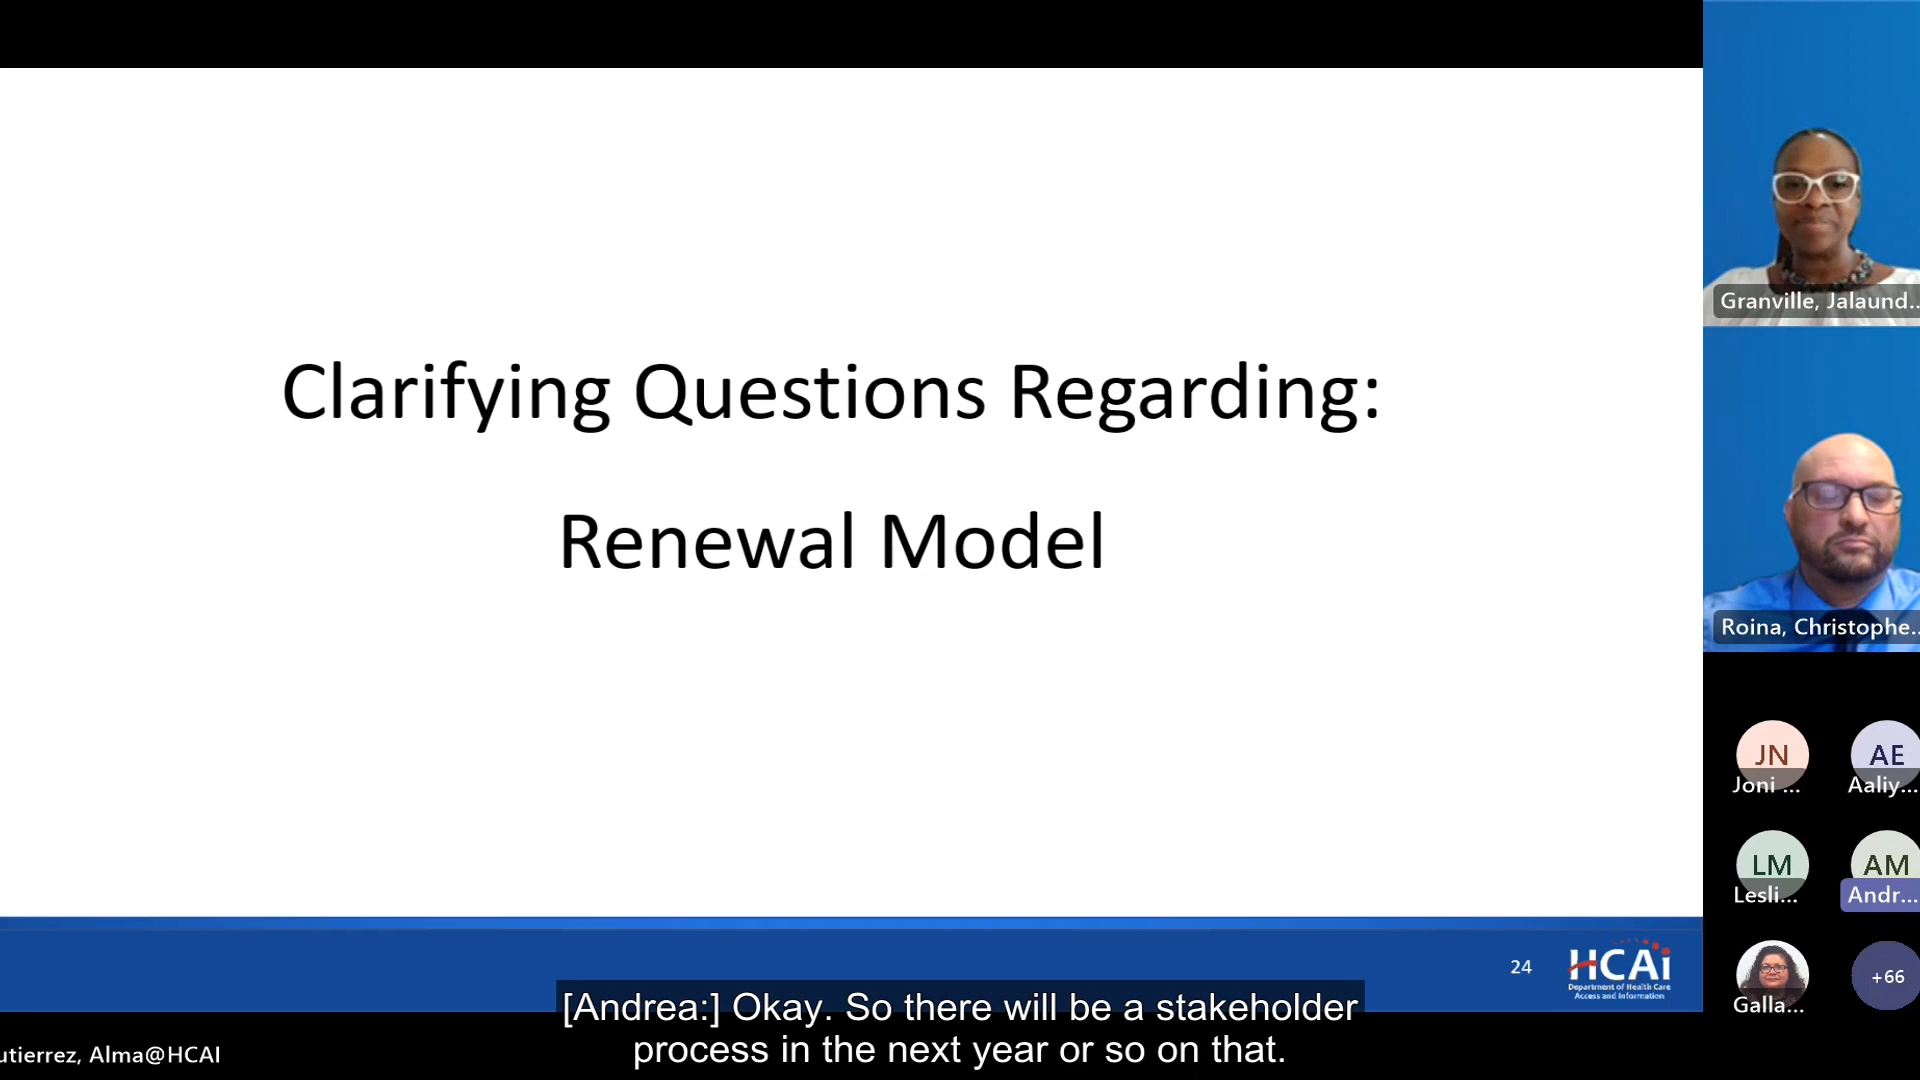 Clarifying Questions Regarding:
Renewal Model
24
HCAi
Department of Health Care
Access and Information
[Andrea:] Okay. So there will be a stakeholder
process in the next year or so on that.
utierrez, Alma@HCAI
Granville, Jalaund...
Roina, Christophe...
JN
Joni ...
AE
Aaliy...
LM
Lesli...
AM
Andr...
Galla...
+66